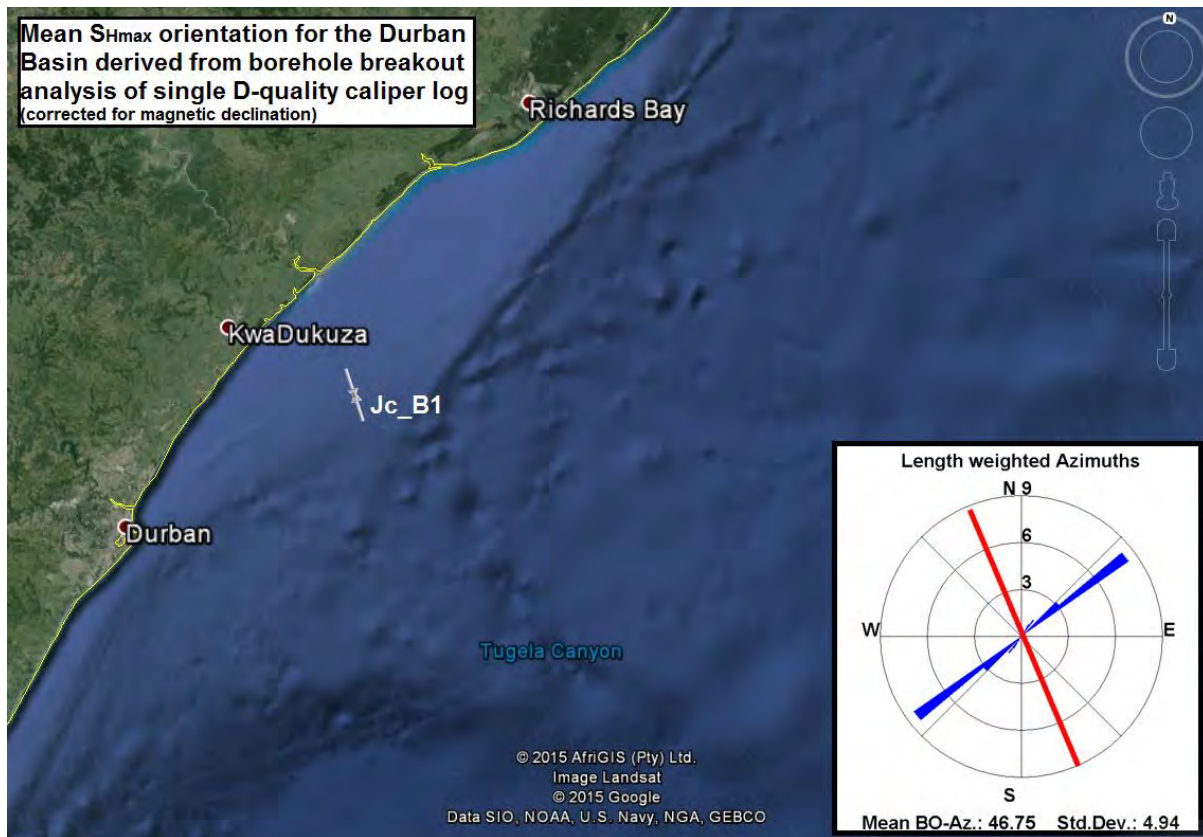 Mean SHmax orientation for the Durban
Basin derived from borehole breakout
analysis of single D-quality caliper log
(corrected for magnetic declination)
N
Richards Bay
KwaDukuza
Jc_B1
Durban
Tugela Canyon
© 2015 AfriGIS (Pty) Ltd.
Image Landsat
© 2015 Google
Data SIO, NOAA, U.S. Navy, NGA, GEBCO
Length weighted Azimuths
N 9
6
3
W E
S
Mean BO-Az.: 46.75 Std.Dev.: 4.94